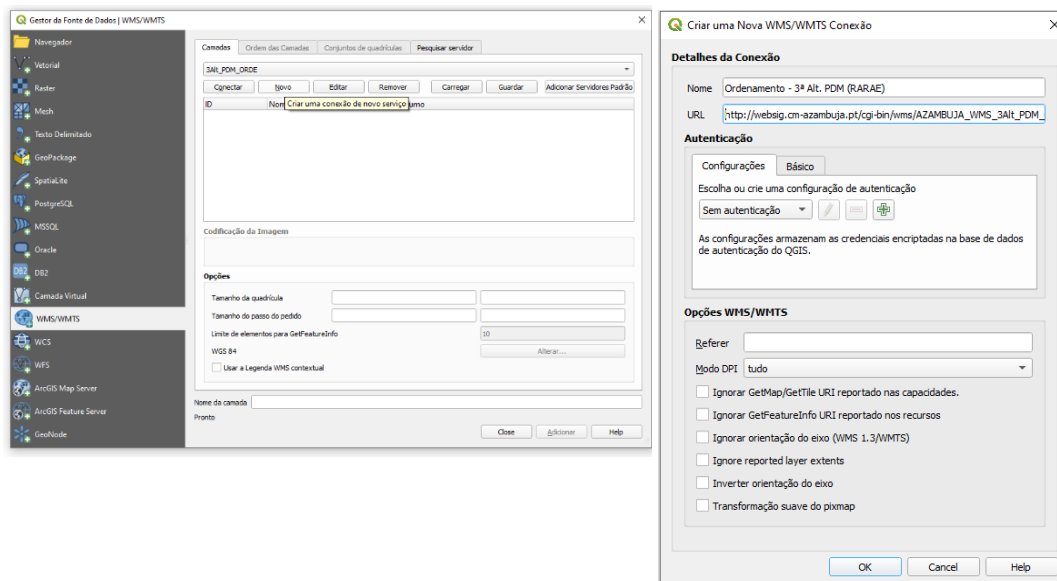 Gestor da Fonte de Dados | WMS/WMTS
Navegador
Vetorial
Raster
Mesh
Texto Delimitado
GeoPackage
SpatiaLite
PostgreSQL
MSSQL
Oracle
DB2
Camada Virtual
WMS/WMTS
WCS
WFS
ArcGIS Map Server
ArcGIS Feature Server
GeoNode
Camadas Ordem das Camadas Conjuntos de quadrículas Pesquisar servidor
3Alt_PDM_ORDE
Conectar Novo Editar Remover Carregar Guardar Adicionar Servidores Padrão
ID
Criar uma conexão de novo serviço
Codificação da Imagem
Opções
Tamanho da quadrícula
Tamanho do passo do pedido
Limite de elementos para GetFeatureInfo 10
WGS 84 Alterar...
Usar a Legenda WMS contextual
Nome da camada
Pronto
Close Adicionar Help
Criar uma Nova WMS/WMTS Conexão
Detalhes da Conexão
Nome Ordenamento - 3ª Alt. PDM (RARAE)
URL http://websig.cm-azambuja.pt/cgi-bin/wms/AZAMBUJA_WMS_3Alt_PDM_
Autenticação
Configurações Básico
Escolha ou crie uma configuração de autenticação
Sem autenticação
As configurações armazenam as credenciais encriptadas na base de dados
de autenticação do QGIS.
Opções WMS/WMTS
Referer
Modo DPI tudo
Ignorar GetMap/GetTile URI reportado nas capacidades.
Ignorar GetFeatureInfo URI reportado nos recursos
Ignorar orientação do eixo (WMS 1.3/WMTS)
Ignore reported layer extents
Inverter orientação do eixo
Transformação suave do pixmap
OK Cancel Help